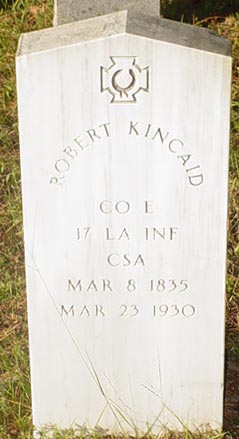 ROBERT KINCAID
CO E
17 LA INF
CSA
MAR 8 1835
MAR 23 1930